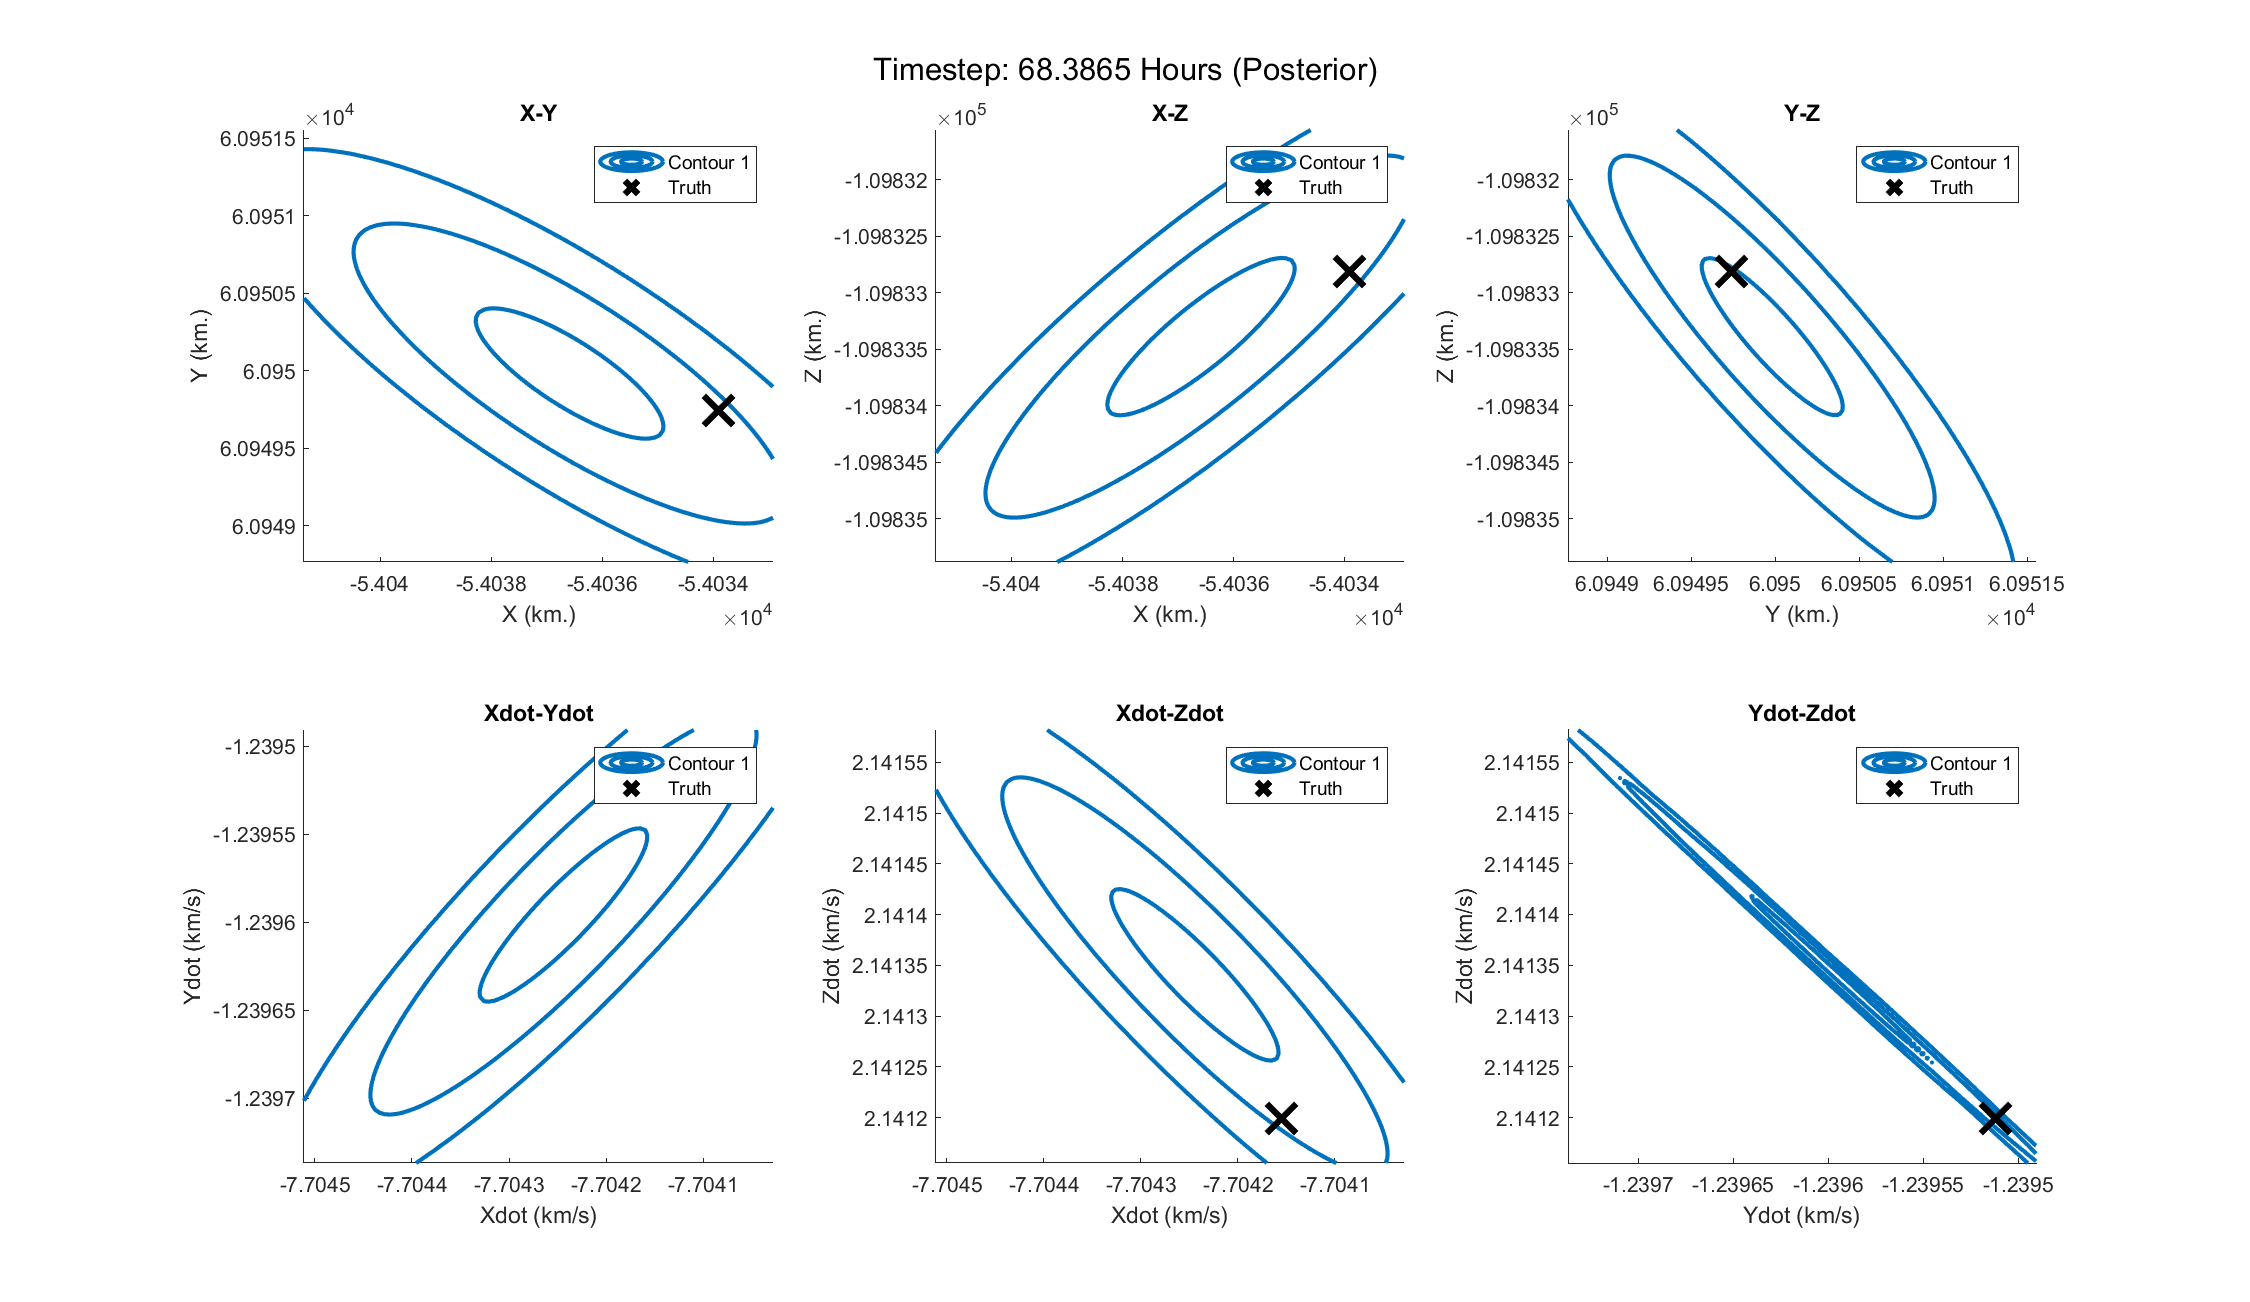 Timestep: 68.3865 Hours (Posterior)
X-Y
×10^4
6.09515
6.0951
6.09505
6.095
6.09495
6.0949
Y (km.)
-5.404
-5.4038
-5.4036
-5.4034
X (km.)
×10^4
Contour 1
Truth
X-Z
×10^5
-1.09832
-1.098325
-1.09833
-1.098335
-1.09834
-1.098345
-1.09835
Z (km.)
-5.404
-5.4038
-5.4036
-5.4034
X (km.)
×10^4
Contour 1
Truth
Y-Z
×10^5
-1.09832
-1.098325
-1.09833
-1.098335
-1.09834
-1.098345
-1.09835
Z (km.)
6.0949
6.09495
6.095
6.09505
6.0951
6.09515
Y (km.)
×10^4
Contour 1
Truth
Xdot-Ydot
-1.2395
-1.23955
-1.2396
-1.23965
-1.2397
Ydot (km/s)
-7.7045
-7.7044
-7.7043
-7.7042
-7.7041
Xdot (km/s)
Contour 1
Truth
Xdot-Zdot
2.14155
2.1415
2.14145
2.1414
2.14135
2.1413
2.14125
2.1412
Zdot (km/s)
-7.7045
-7.7044
-7.7043
-7.7042
-7.7041
Xdot (km/s)
Contour 1
Truth
Ydot-Zdot
2.14155
2.1415
2.14145
2.1414
2.14135
2.1413
2.14125
2.1412
Zdot (km/s)
-1.2397
-1.23965
-1.2396
-1.23955
-1.2395
Ydot (km/s)
Contour 1
Truth